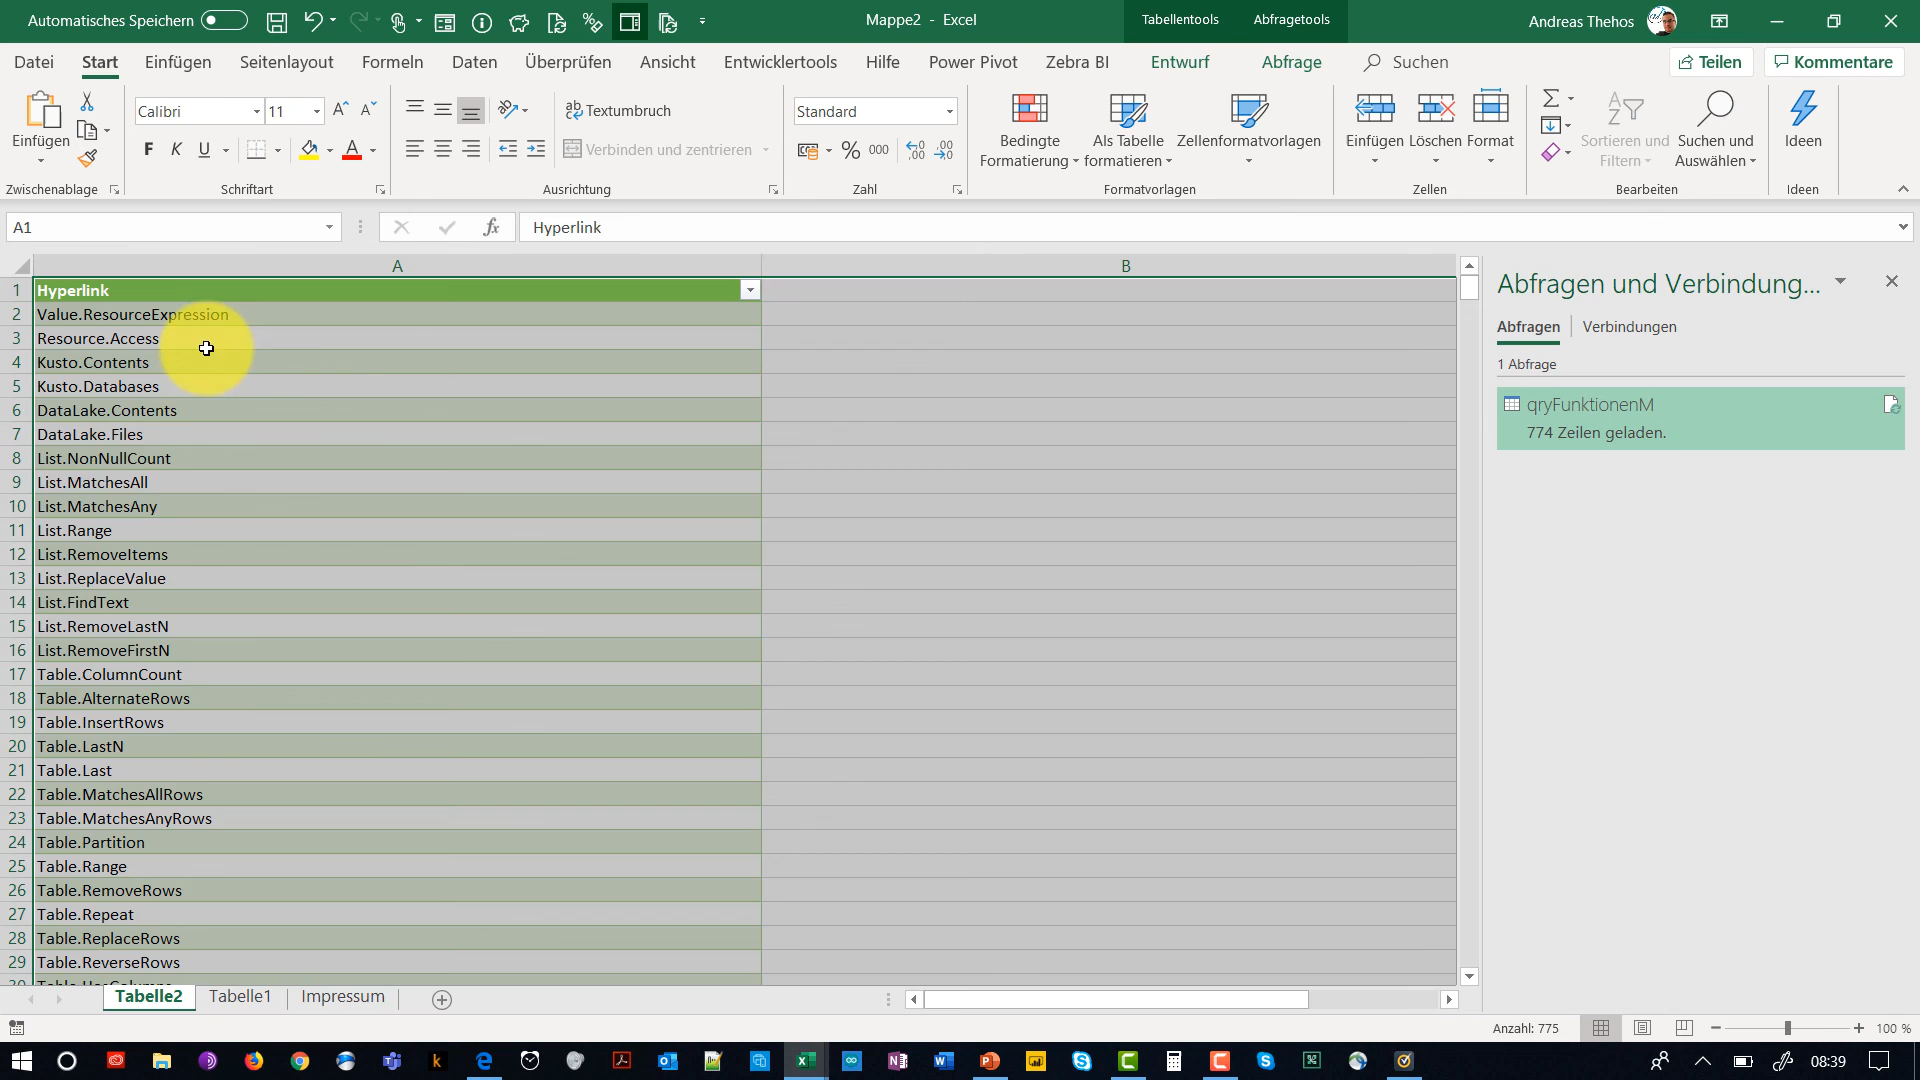 Automatisches Speichern
Mappe2 - Excel
Tabellentools
Abfragetools
Andreas Thehos
Datei Start Einfügen Seitenlayout Formeln Daten Überprüfen Ansicht Entwicklertools Hilfe Power Pivot Zebra BI Entwurf Abfrage Suchen Teilen Kommentare
Einfügen
Zwischenablage
Calibri 11
F K U
Schriftart
Textumbruch
Verbinden und zentrieren
Ausrichtung
Standard
% 000
Zahl
Bedingte Formatierung
Als Tabelle formatieren
Zellenformatvorlagen
Formatvorlagen
Einfügen Löschen Format
Zellen
Sortieren und Filtern
Suchen und Auswählen
Bearbeiten
Ideen
Ideen
A1
fx
Hyperlink
A B
1 Hyperlink
2 Value.ResourceExpression
3 Resource.Access
4 Kusto.Contents
5 Kusto.Databases
6 DataLake.Contents
7 DataLake.Files
8 List.NonNullCount
9 List.MatchesAll
10 List.MatchesAny
11 List.Range
12 List.RemoveItems
13 List.ReplaceValue
14 List.FindText
15 List.RemoveLastN
16 List.RemoveFirstN
17 Table.ColumnCount
18 Table.AlternateRows
19 Table.InsertRows
20 Table.LastN
21 Table.Last
22 Table.MatchesAllRows
23 Table.MatchesAnyRows
24 Table.Partition
25 Table.Range
26 Table.RemoveRows
27 Table.Repeat
28 Table.ReplaceRows
29 Table.ReverseRows
Abfragen und Verbindung...
Abfragen Verbindungen
1 Abfrage
qryFunktionenM
774 Zeilen geladen.
Tabelle2 Tabelle1 Impressum
Anzahl: 775
100 %
08:39